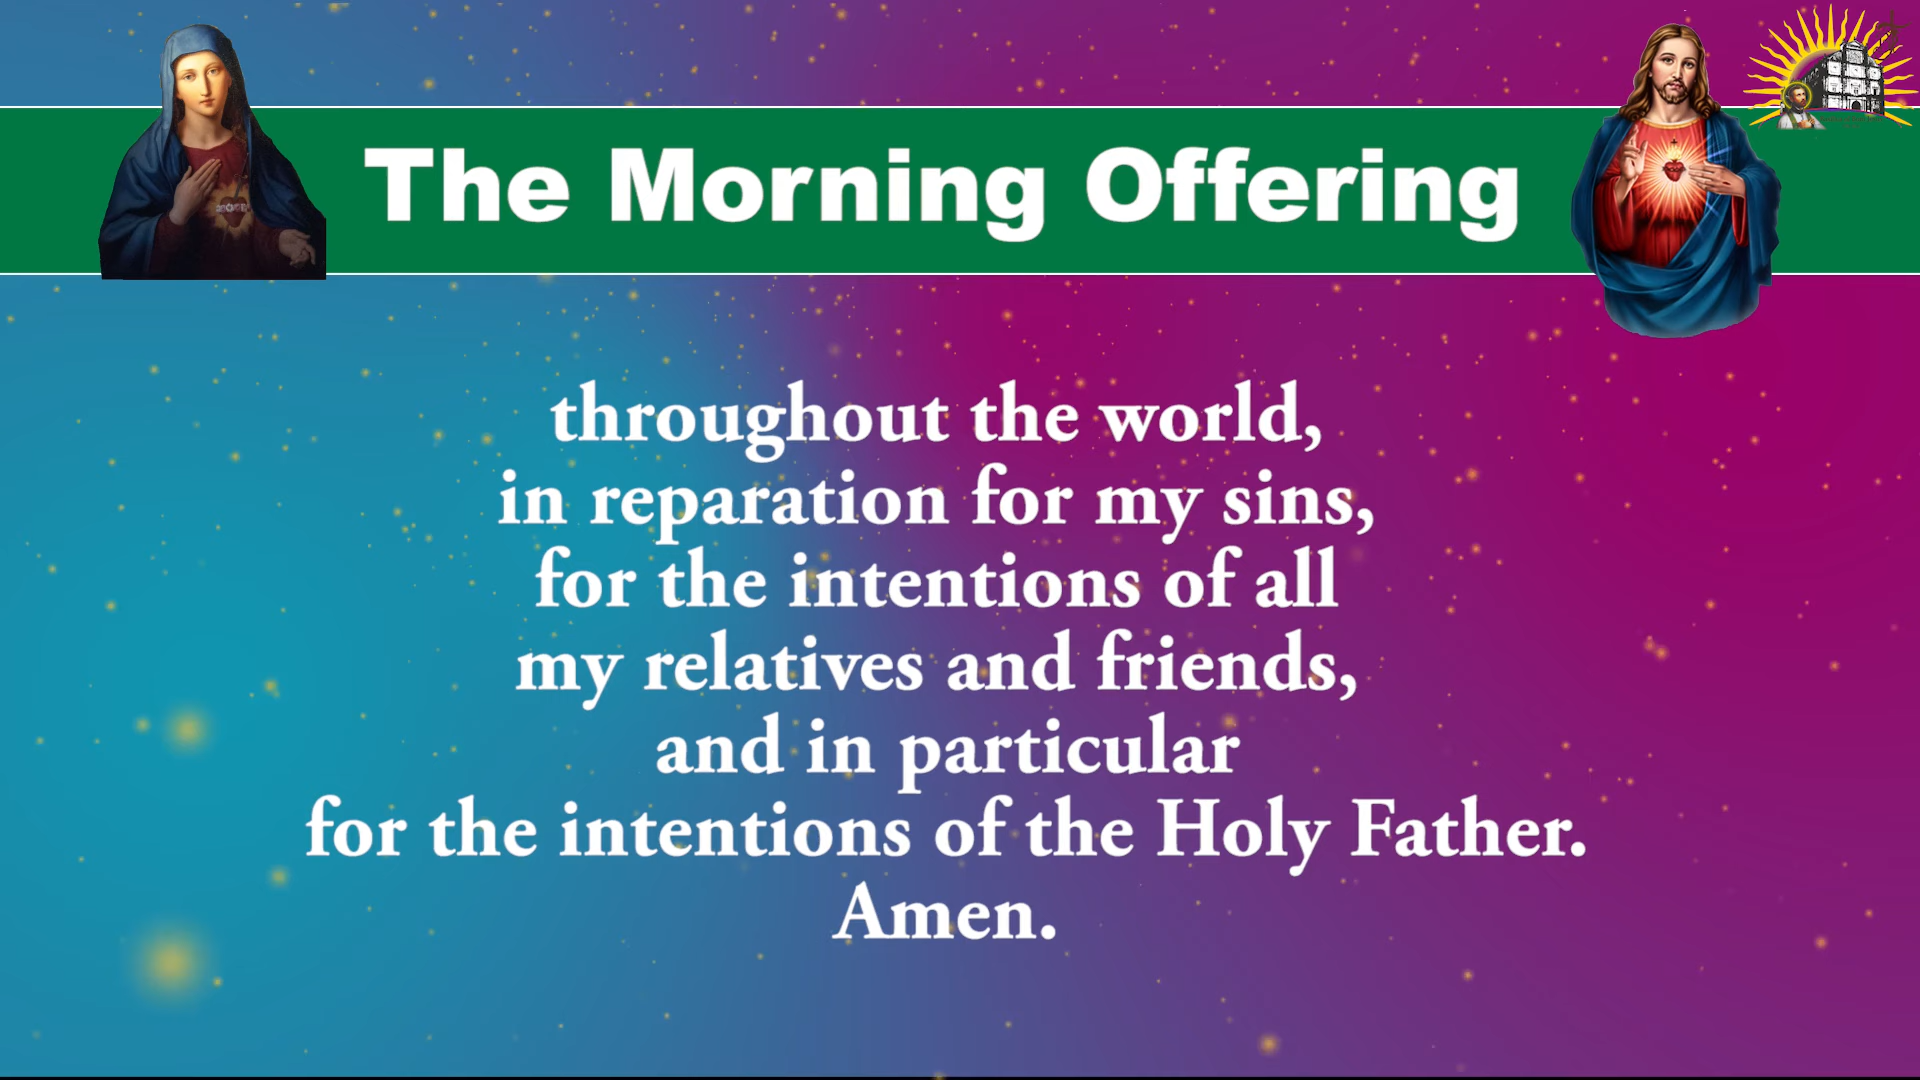 The Morning Offering
throughout the world,
in reparation for my sins,
for the intentions of all
my relatives and friends,
and in particular
for the intentions of the Holy Father.
Amen.